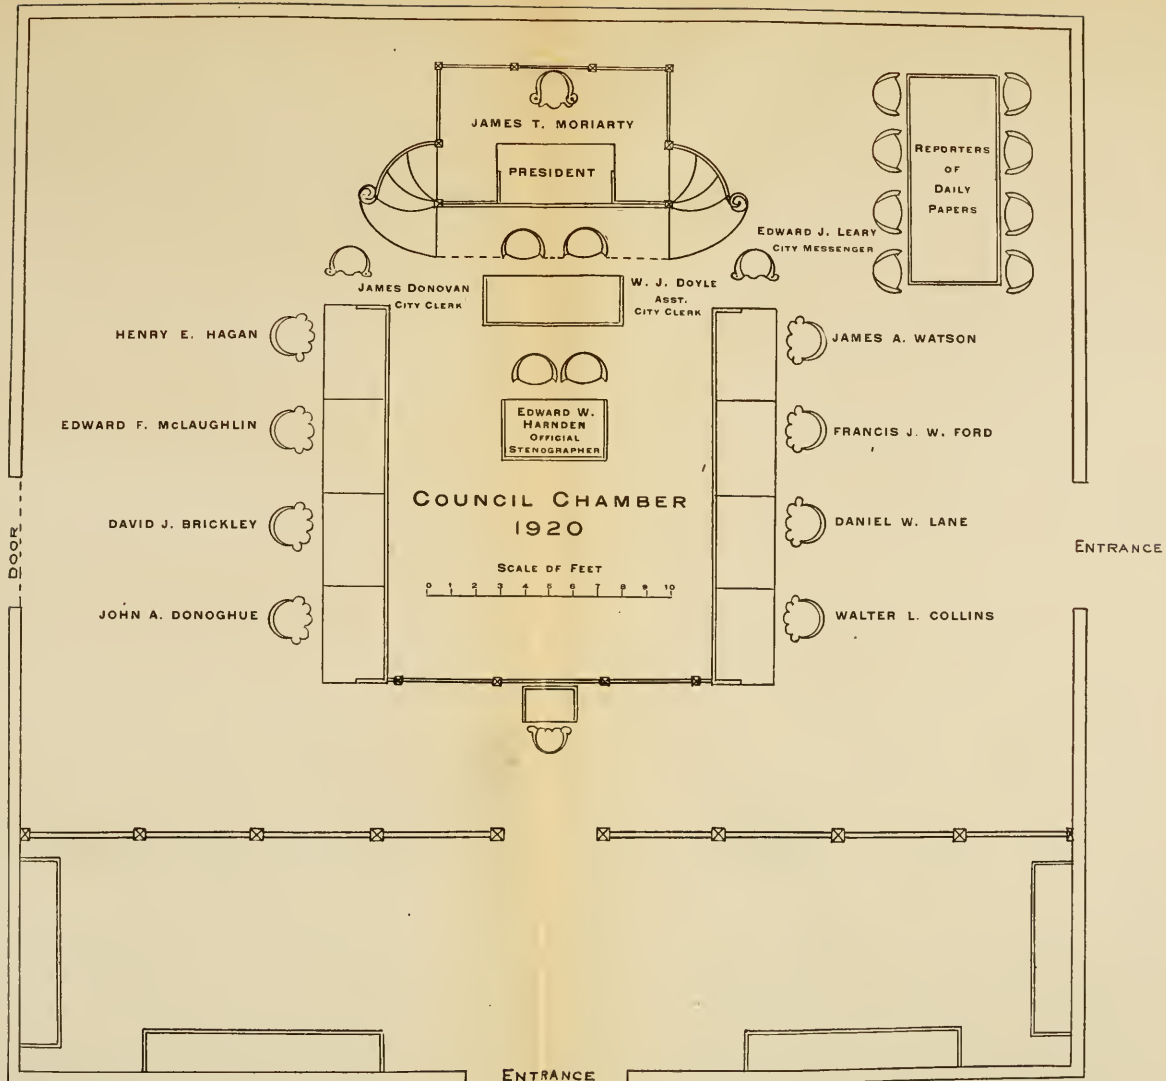 JAMES T. MORIARTY
PRESIDENT
REPORTERS
OF
DAILY
PAPERS
EDWARD J. LEARY
CITY MESSENGER
JAMES DONOVAN
CITY CLERK
W. J. DOYLE
ASST.
CITY CLERK
HENRY E. HAGAN
JAMES A. WATSON
EDWARD F. MCLAUGHLIN
EDWARD W.
HARNDEN
OFFICIAL
STENOGRAPHER
FRANCIS J. W. FORD
COUNCIL CHAMBER
1920
DAVID J. BRICKLEY
DANIEL W. LANE
DOOR
ENTRANCE
SCALE OF FEET
0 1 2 3 4 5 6 7 8 9 10
JOHN A. DONOGHUE
WALTER L. COLLINS
ENTRANCE